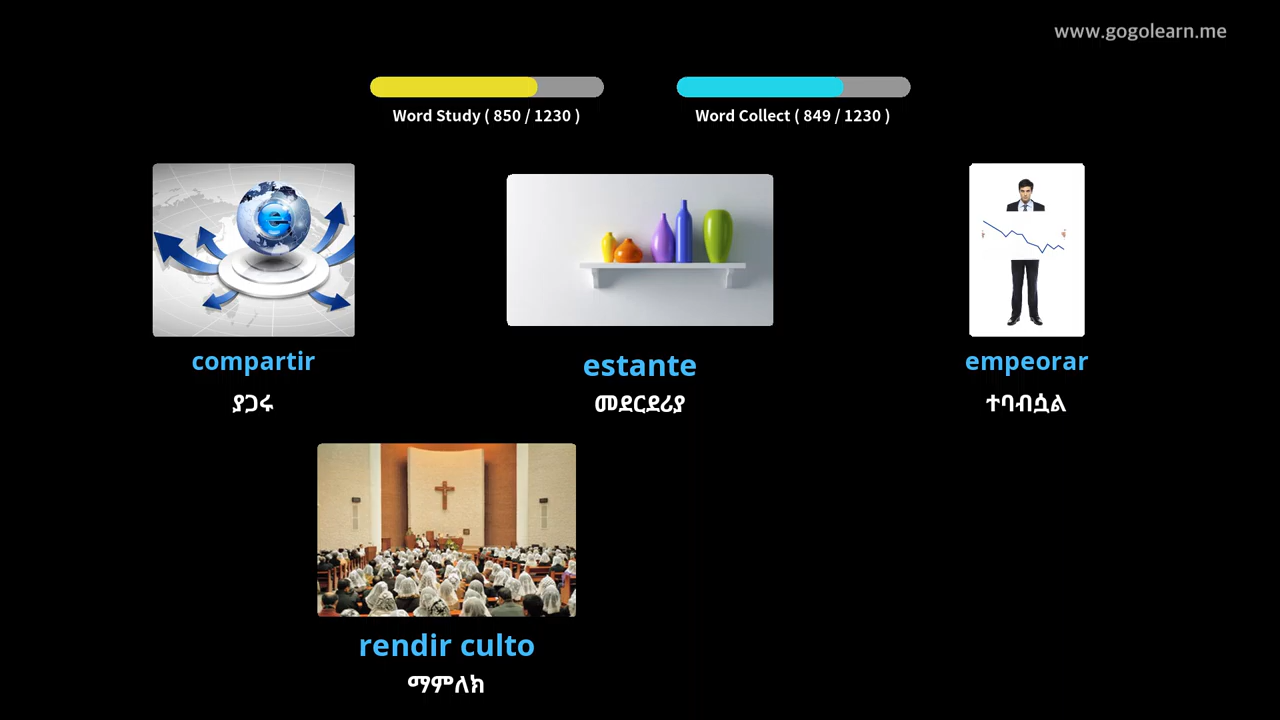 www.gogolearn.me
Word Study ( 850 / 1230 )
Word Collect ( 849 / 1230 )
e
compartir
estante
empeorar
ያጋሩ
መደርደሪያ
ተባብሷል
rendir culto
ማምለክ